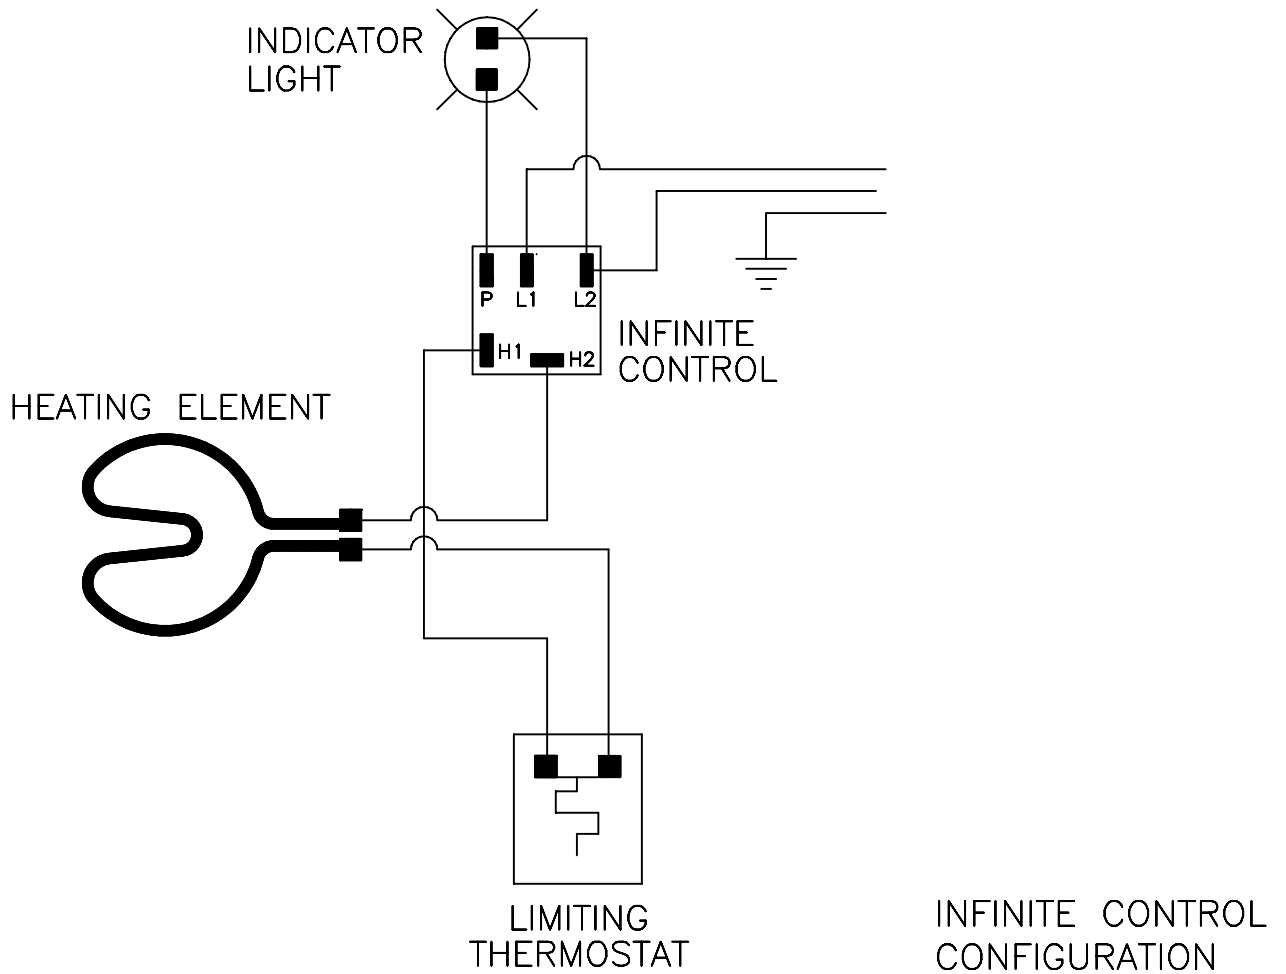 INDICATOR
LIGHT
P L1 L2
H1 H2
INFINITE
CONTROL
HEATING ELEMENT
LIMITING
THERMOSTAT
INFINITE CONTROL
CONFIGURATION